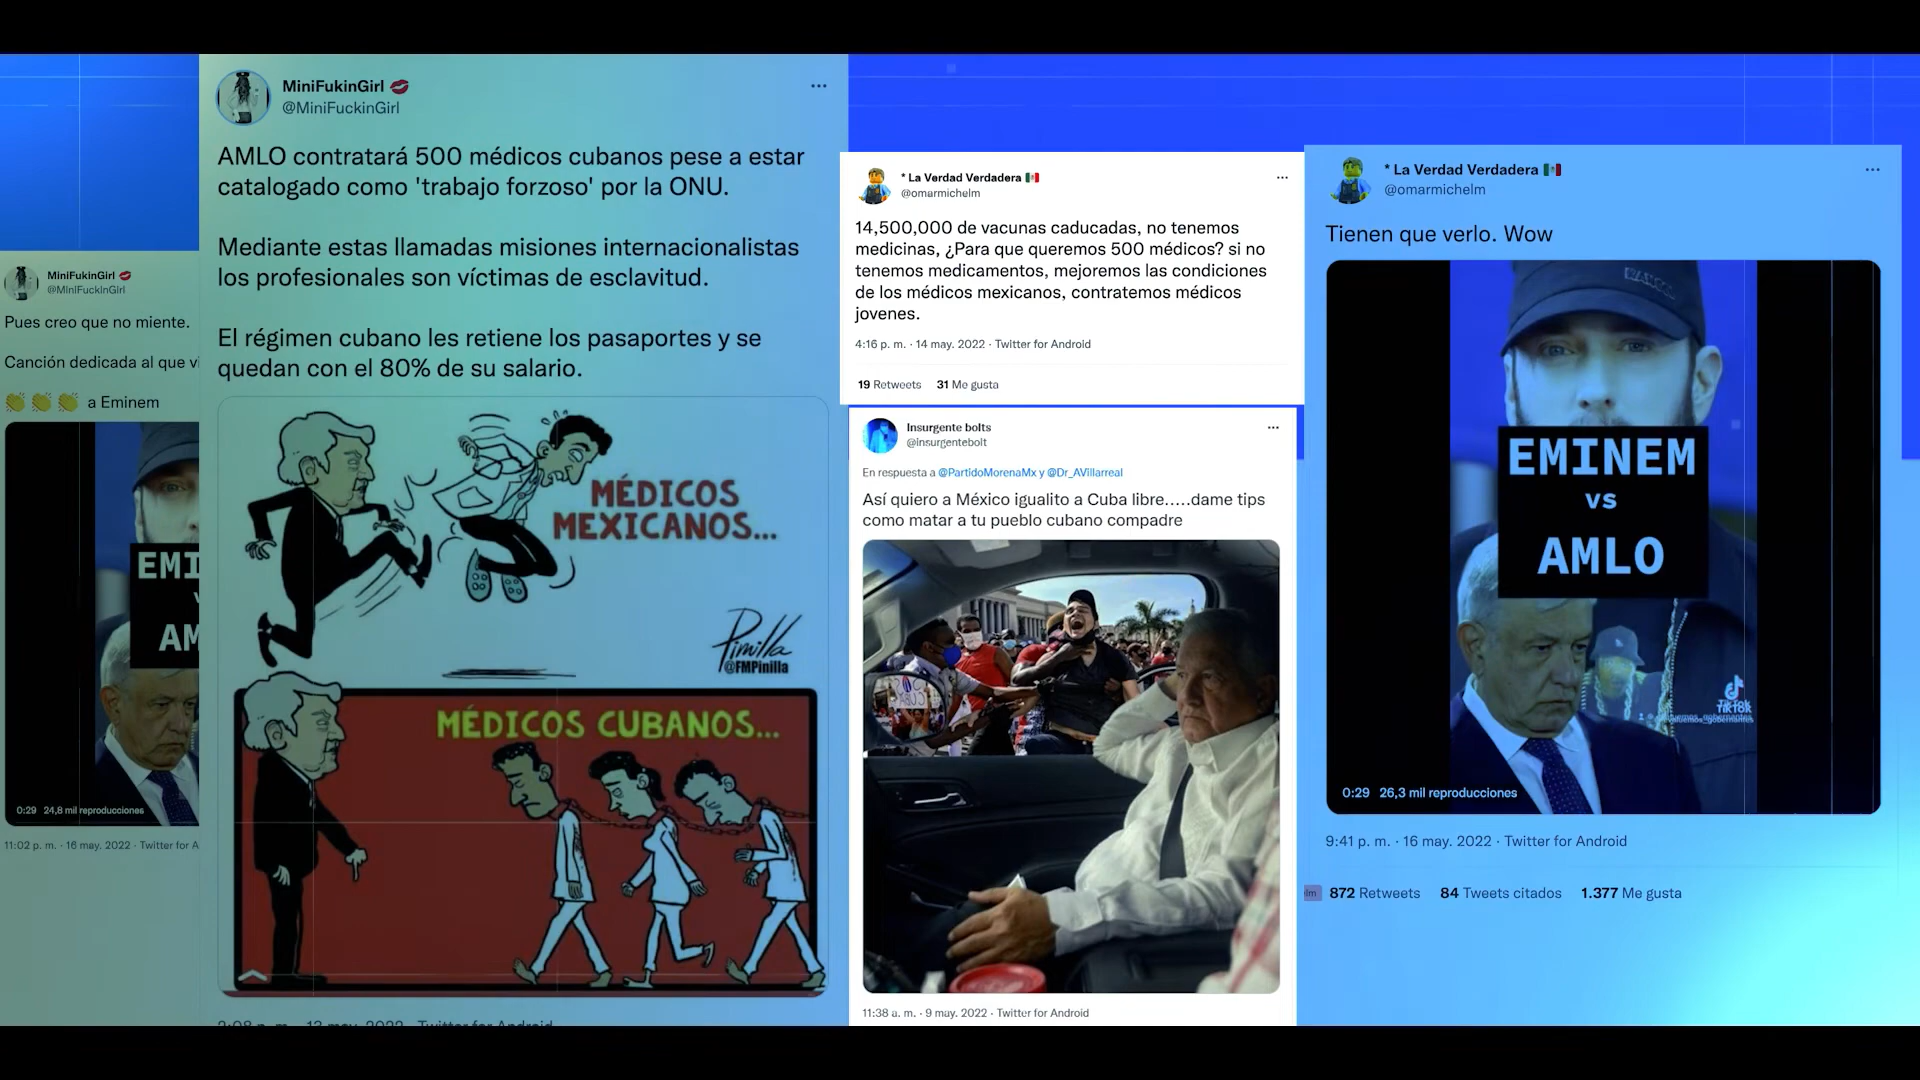 MiniFukinGirl
@MiniFuckinGirl
Pues creo que no miente.
Canción dedicada al que vi
a Eminem
EMI
AM
0:29 24,8 mil reproducciones
11:02 p. m. · 16 may. 2022 · Twitter for A
MiniFukinGirl
@MiniFuckinGirl
AMLO contratará 500 médicos cubanos pese a estar
catalogado como 'trabajo forzoso' por la ONU.
Mediante estas llamadas misiones internacionalistas
los profesionales son víctimas de esclavitud.
El régimen cubano les retiene los pasaportes y se
quedan con el 80% de su salario.
MÉDICOS
MEXICANOS...
Pinilla
@FMPinilla
MÉDICOS CUBANOS...
13 may. 2022 · Twitter for Android
* La Verdad Verdadera
@omarmichelm
14,500,000 de vacunas caducadas, no tenemos
medicinas, ¿Para que queremos 500 médicos? si no
tenemos medicamentos, mejoremos las condiciones
de los médicos mexicanos, contratemos médicos
jovenes.
4:16 p. m. · 14 may. 2022 · Twitter for Android
19 Retweets 31 Me gusta
Insurgente bolts
@insurgentebolt
En respuesta a @PartidoMorenaMx y @Dr_AVillarreal
Así quiero a México igualito a Cuba libre.....dame tips
como matar a tu pueblo cubano compadre
CUBA
11:38 a. m. · 9 may. 2022 · Twitter for Android
* La Verdad Verdadera
@omarmichelm
Tienen que verlo. Wow
EMINEM
VS
AMLO
TikTok
0:29 26,3 mil reproducciones
9:41 p. m. · 16 may. 2022 · Twitter for Android
872 Retweets 84 Tweets citados 1.377 Me gusta